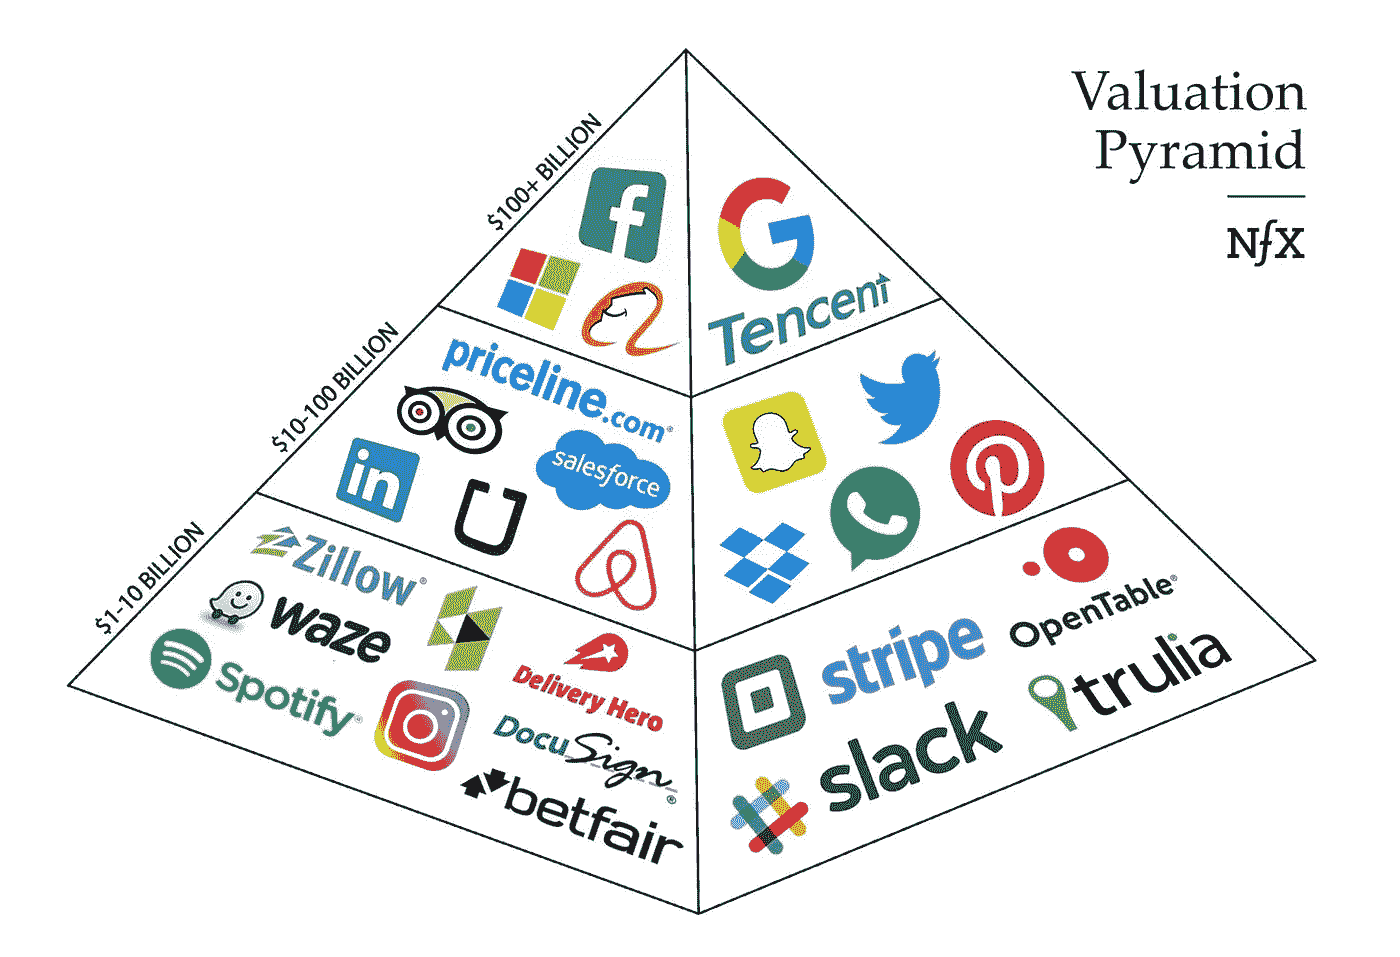 Valuation
Pyramid
NfX
$100+ BILLION
f
G
Tencent
$10-100 BILLION
priceline.com®
in
salesforce
$1-10 BILLION
Zillow®
waze
Spotify®
Delivery Hero
DocuSign®
betfair
stripe
OpenTable®
trulia
slack